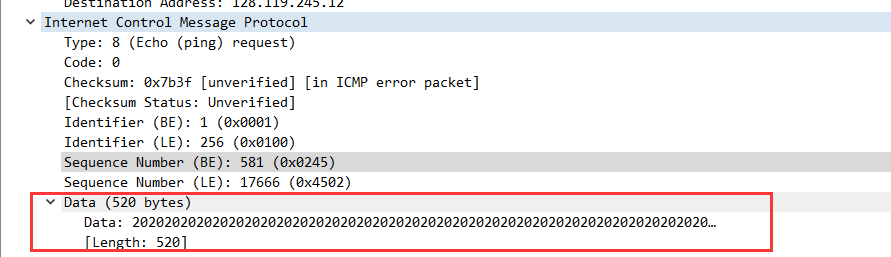 Destination Address: 128.119.245.12
Internet Control Message Protocol
Type: 8 (Echo (ping) request)
Code: 0
Checksum: 0x7b3f [unverified] [in ICMP error packet]
[Checksum Status: Unverified]
Identifier (BE): 1 (0x0001)
Identifier (LE): 256 (0x0100)
Sequence Number (BE): 581 (0x0245)
Sequence Number (LE): 17666 (0x4502)
Data (520 bytes)
Data: 202020202020202020202020202020202020202020202020202020202020202020202020…
[Length: 520]